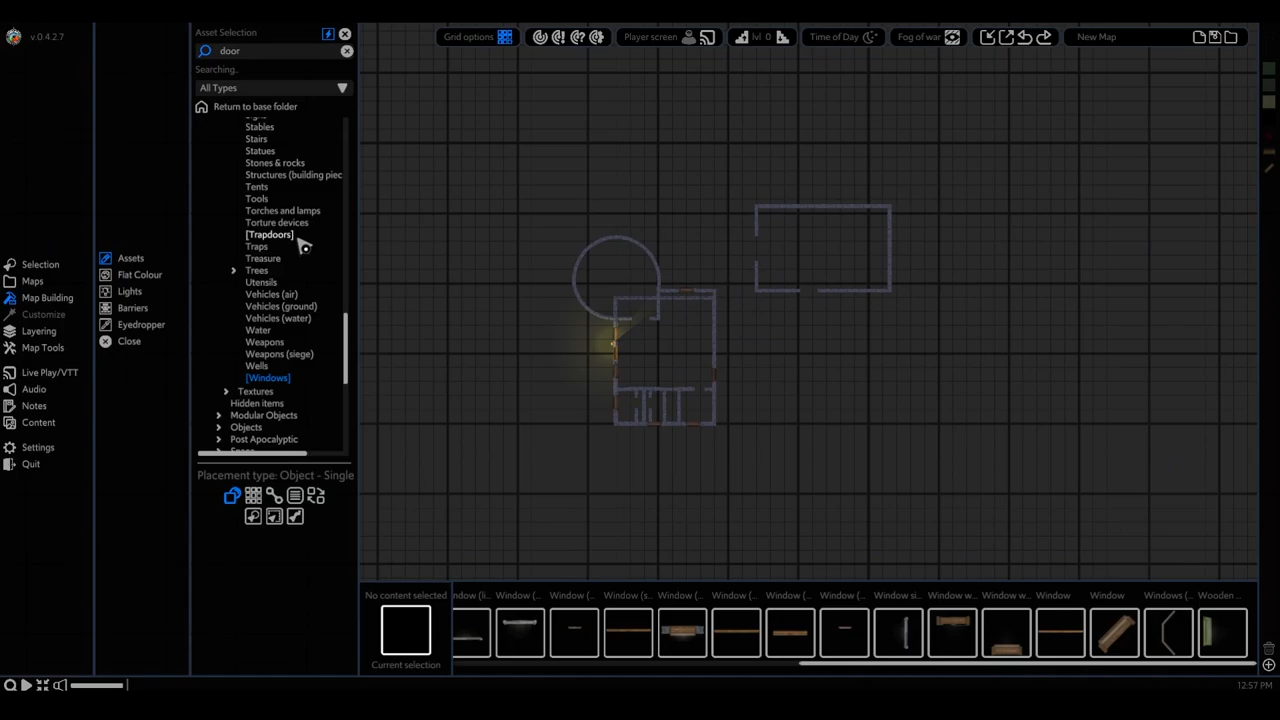 v.0.4.2.7
Asset Selection
door
Searching..
All Types
Return to base folder
Stables
Stairs
Statues
Stones & rocks
Structures (building piec
Tents
Tools
Torches and lamps
Torture devices
[Trapdoors]
Traps
Treasure
Trees
Utensils
Vehicles (air)
Vehicles (ground)
Vehicles (water)
Water
Weapons
Weapons (siege)
Wells
[Windows]
Textures
Hidden items
Modular Objects
Objects
Post Apocalyptic
Placement type: Object - Single
Selection
Maps
Map Building
Customize
Layering
Map Tools
Live Play/VTT
Audio
Notes
Content
Settings
Quit
Assets
Flat Colour
Lights
Barriers
Eyedropper
Close
Grid options
Player screen
lvl 0
Time of Day
Fog of war
New Map
No content selected
Current selection
indow (li... Window (... Window (... Window (s... Window (... Window (... Window (... Window (... Window si... Window w... Window w... Window Window Windows (... Wooden ...
12:57 PM